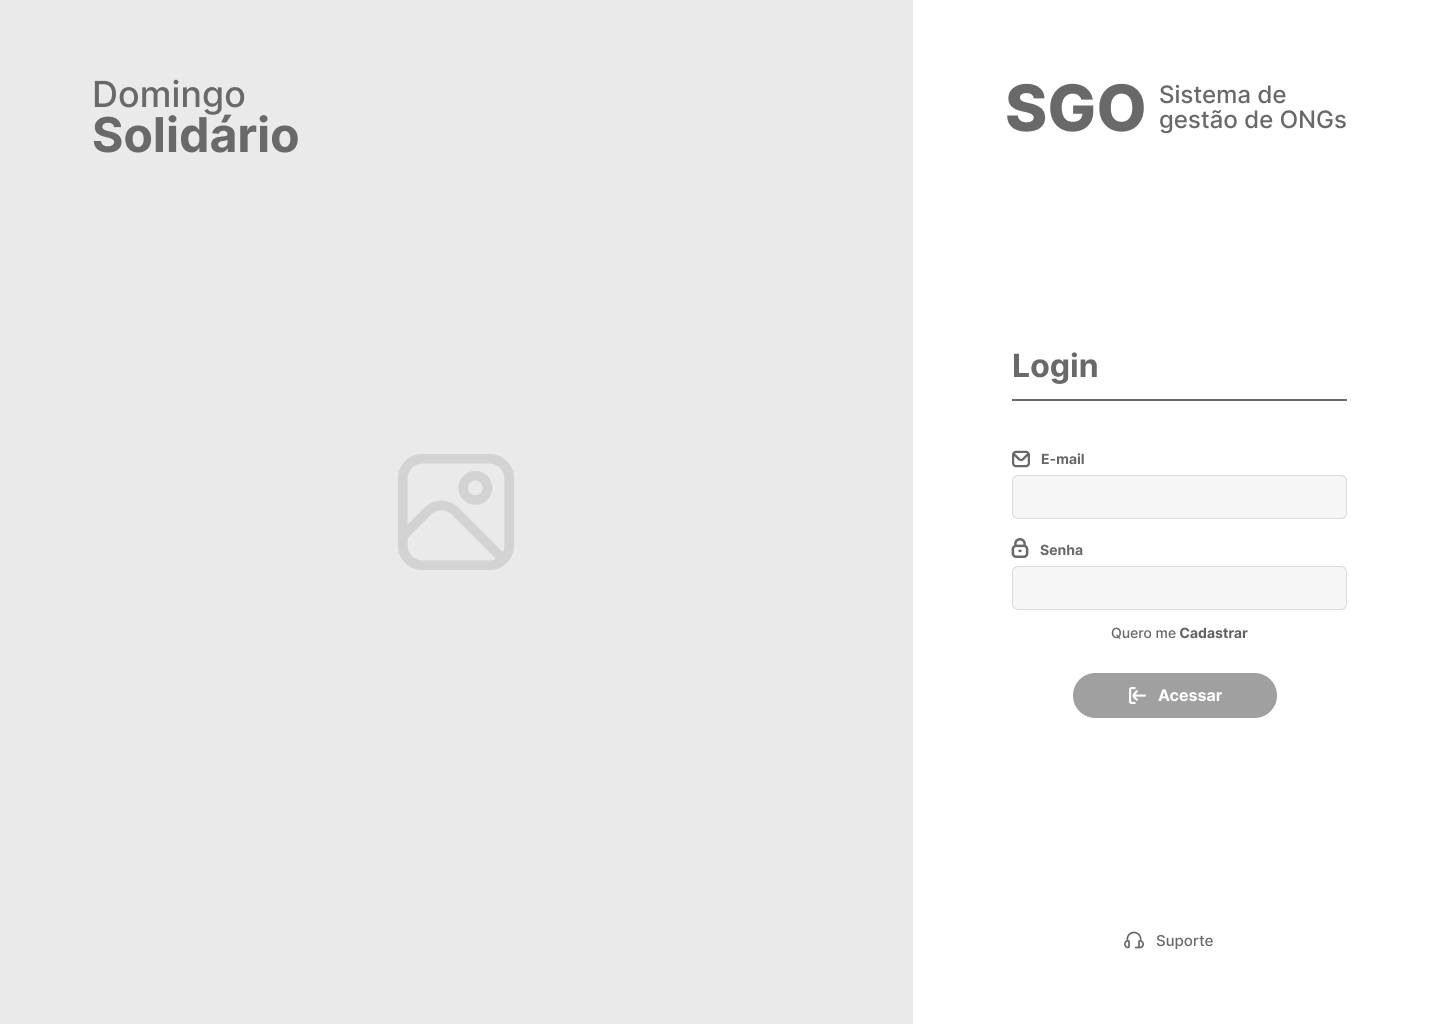 Domingo
Solidário
SGO
Sistema de
gestão de ONGs
Login
E-mail
Senha
Quero me Cadastrar
Acessar
Suporte